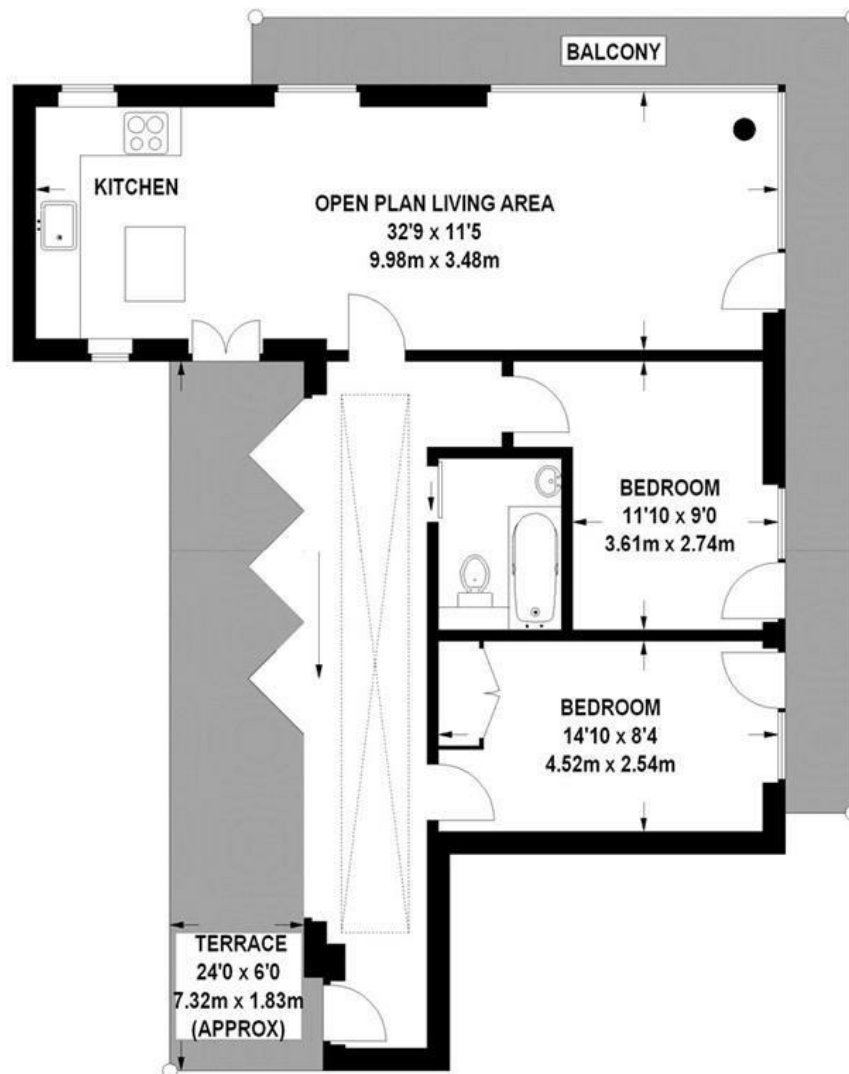 BALCONY
KITCHEN
OPEN PLAN LIVING AREA
32'9 x 11'5
9.98m x 3.48m
BEDROOM
11'10 x 9'0
3.61m x 2.74m
BEDROOM
14'10 x 8'4
4.52m x 2.54m
TERRACE
24'0 x 6'0
7.32m x 1.83m
(APPROX)